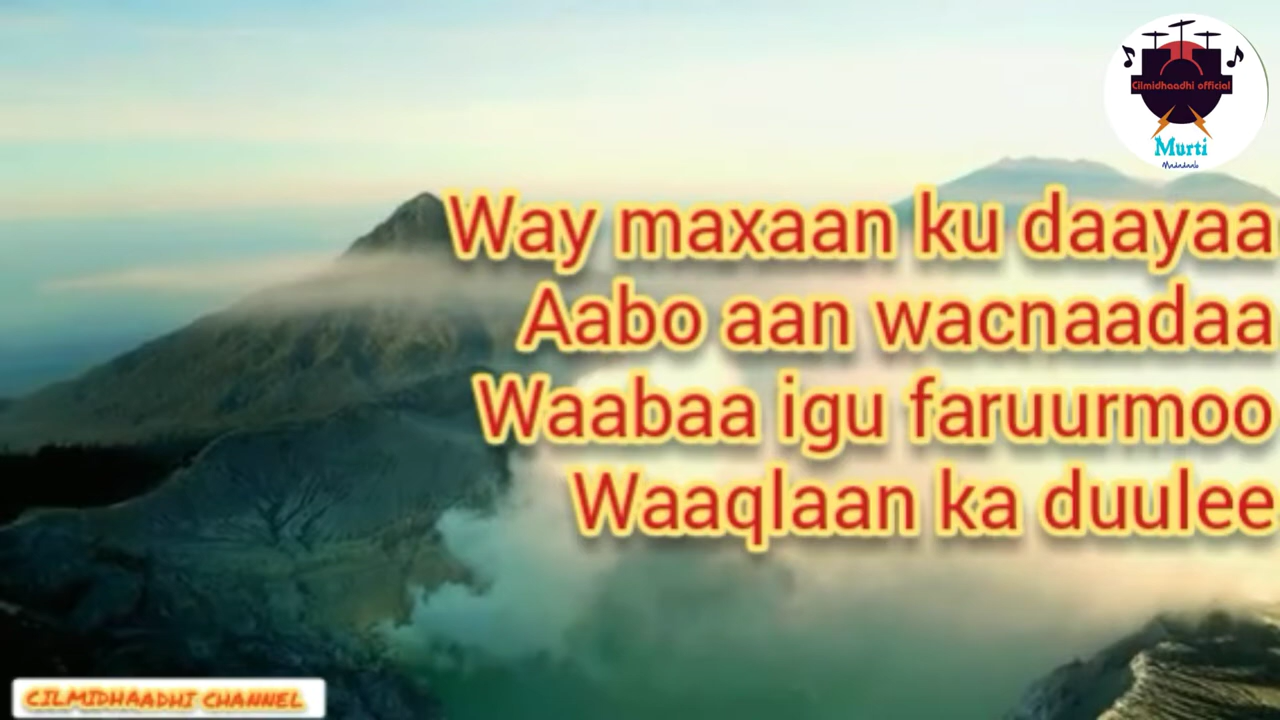 Cilmidhaadhi official
Murti
Way maxaan ku daayaa
Aabo aan wacnaadaa
Waabaa igu faruurmoo
Waaqlaan ka duulee
CILMIDHAADHI CHANNEL